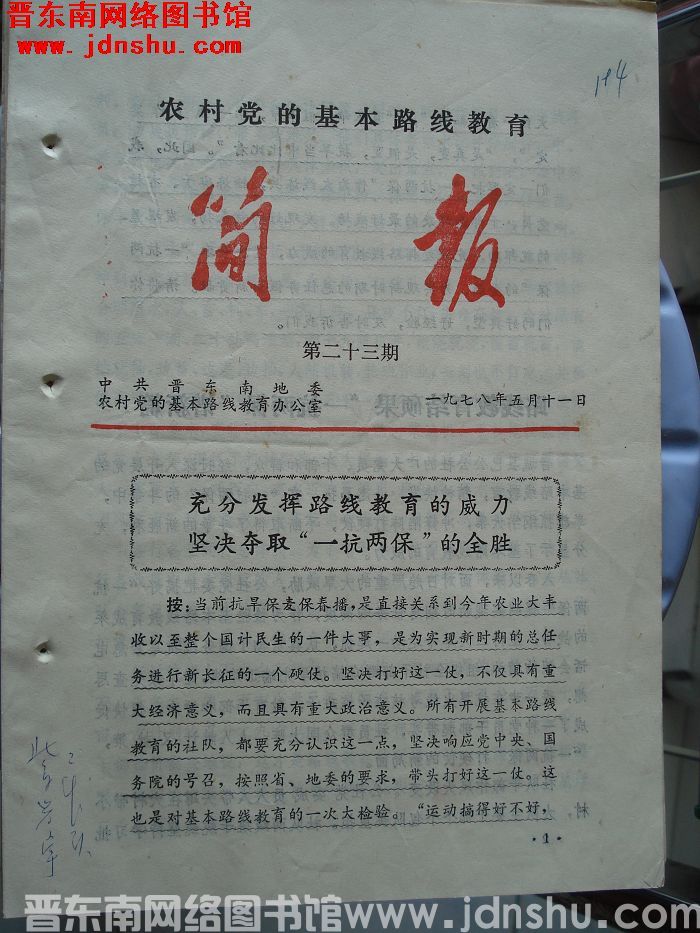 晋东南网络图书馆
www.jdnshu.com
114
农村党的基本路线教育
简报
第二十三期
中共晋东南地委
农村党的基本路线教育办公室
一九七八年五月十一日
充分发挥路线教育的威力
坚决夺取“一抗两保”的全胜
按：当前抗旱保麦保春播，是直接关系到今年农业大丰
收以至整个国计民生的一件大事，是为实现新时期的总任
务进行新长征的一个硬仗。坚决打好这一仗，不仅具有重
大经济意义，而且具有重大政治意义。所有开展基本路线
教育的社队，都要充分认识这一点，坚决响应党中央、国
务院的号召，按照省、地委的要求，带头打好这一仗。这
也是对基本路线教育的一次大检验。“运动搞得好不好，
·1·
晋东南网络图书馆 www.jdnshu.com